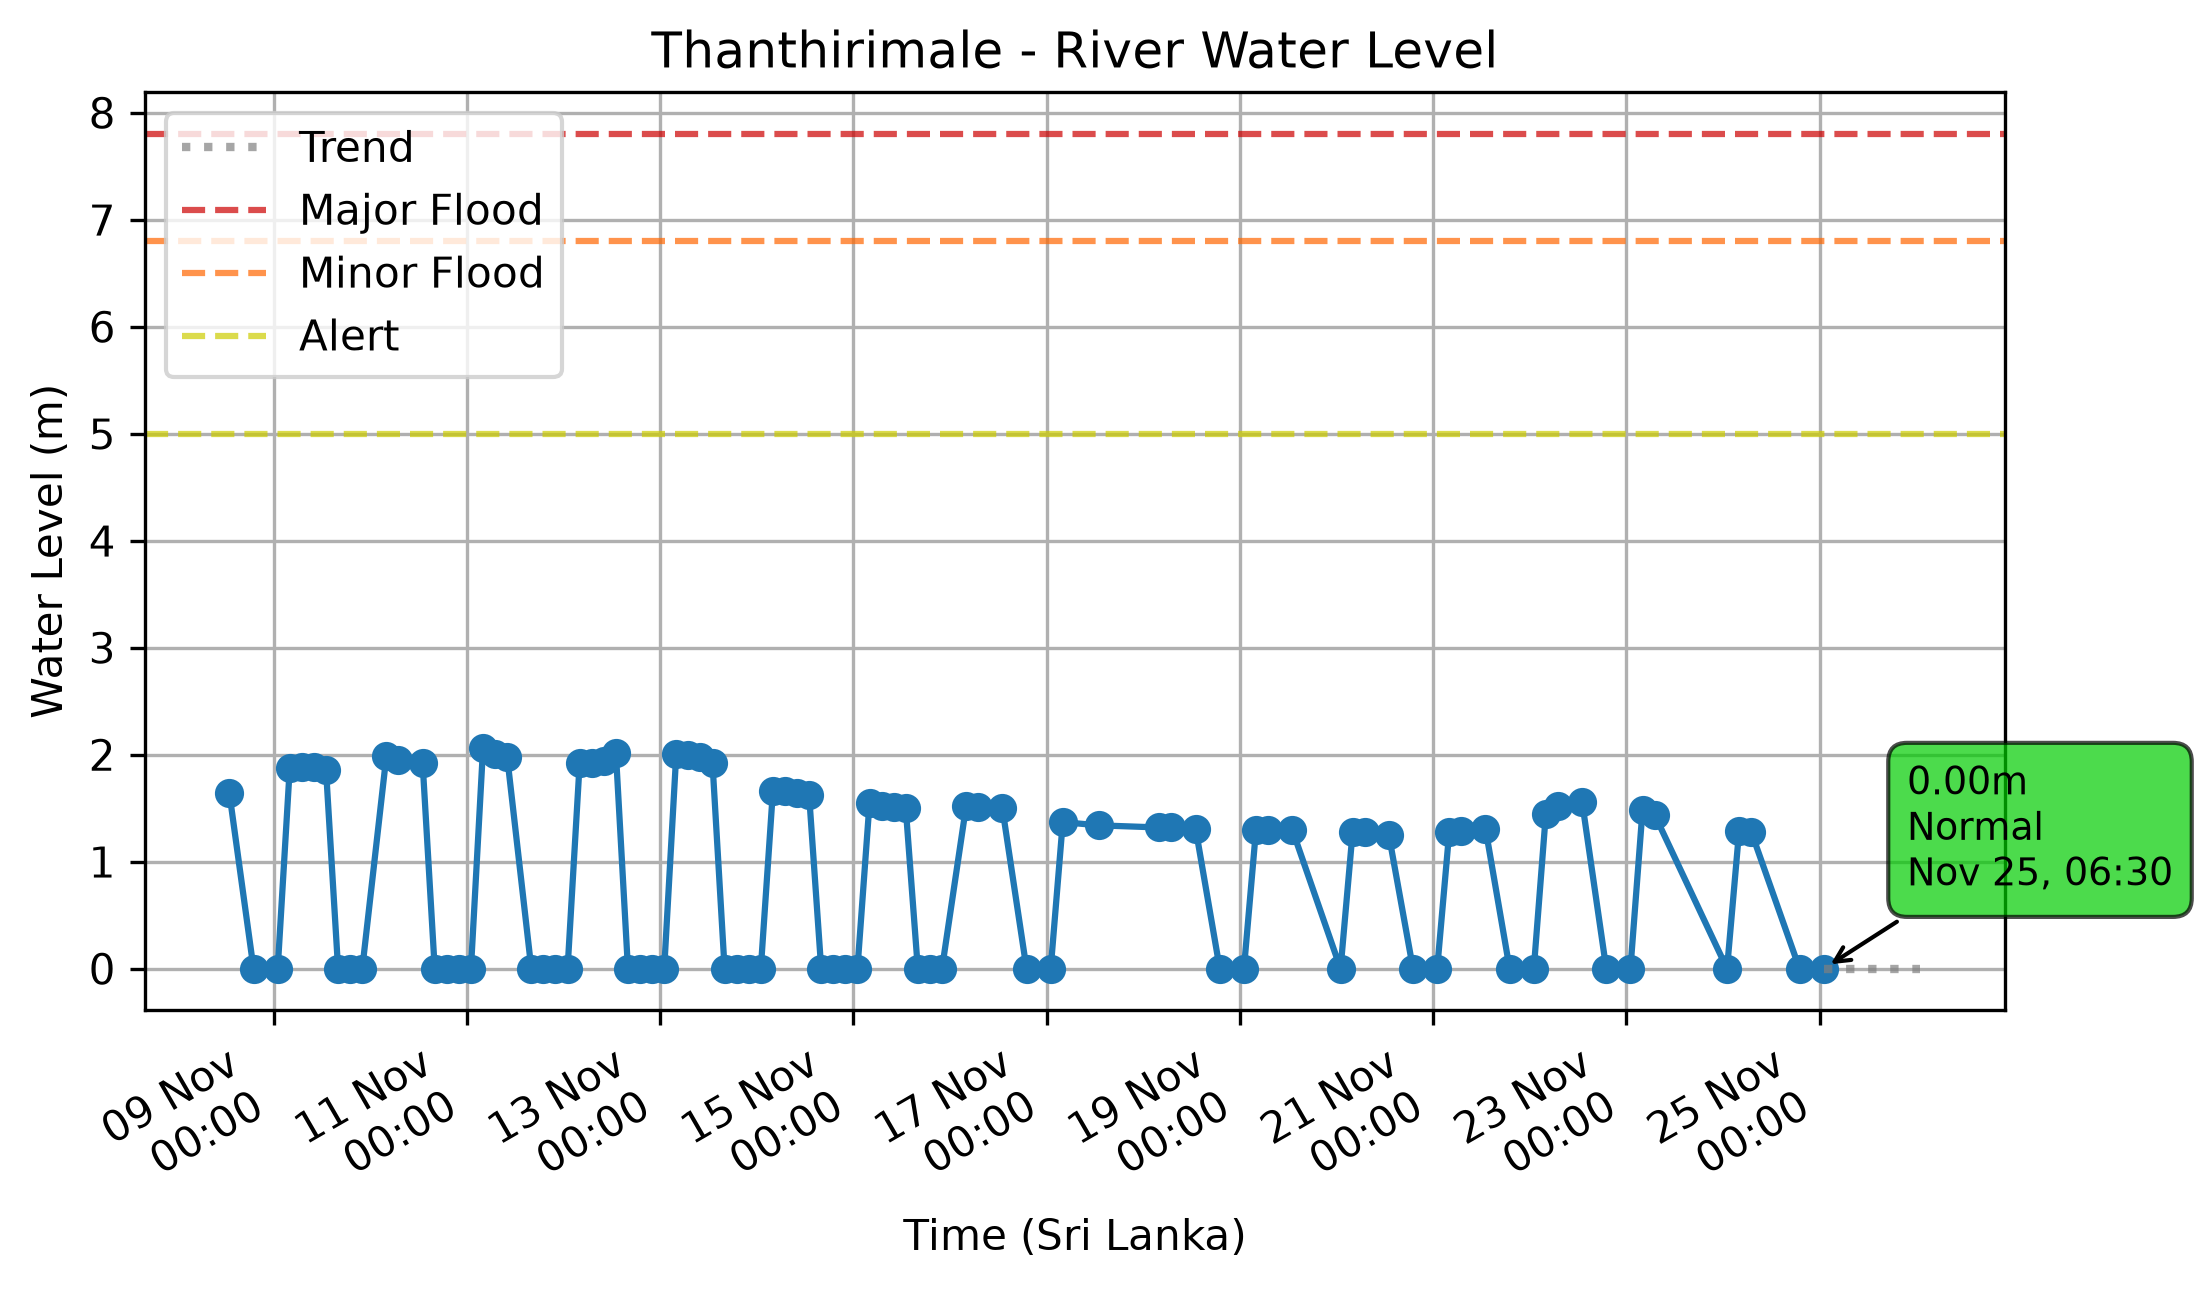 Thanthirimale - River Water Level
8
7
6
5
4
3
2
1
0
Water Level (m)
Trend
Major Flood
Minor Flood
Alert
0.00m
Normal
Nov 25, 06:30
09 Nov
00:00
11 Nov
00:00
13 Nov
00:00
15 Nov
00:00
17 Nov
00:00
19 Nov
00:00
21 Nov
00:00
23 Nov
00:00
25 Nov
00:00
Time (Sri Lanka)